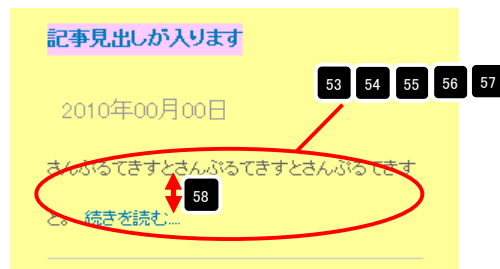 記事見出しが入ります
53 54 55 56 57
2010年00月00日
さんぷるてきすとさんぷるてきすとさんぷるてきす
58
と。 続きを読む...